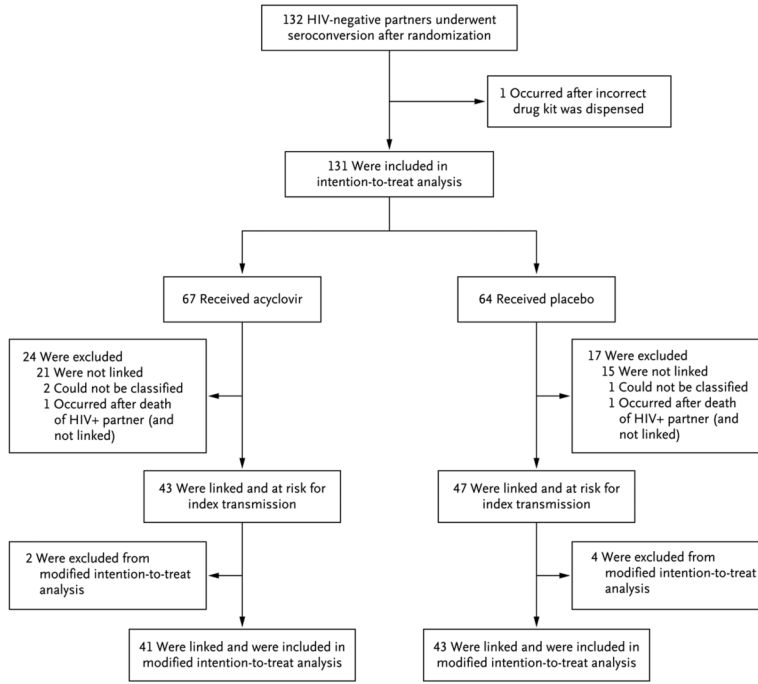 132 HIV-negative partners underwent
seroconversion after randomization
1 Occurred after incorrect
drug kit was dispensed
131 Were included in
intention-to-treat analysis
67 Received acyclovir
64 Received placebo
24 Were excluded
21 Were not linked
2 Could not be classified
1 Occurred after death
of HIV+ partner (and
not linked)
17 Were excluded
15 Were not linked
1 Could not be classified
1 Occurred after death
of HIV+ partner (and
not linked)
43 Were linked and at risk for
index transmission
47 Were linked and at risk for
index transmission
2 Were excluded from
modified intention-to-treat
analysis
4 Were excluded from
modified intention-to-treat
analysis
41 Were linked and were included in
modified intention-to-treat analysis
43 Were linked and were included in
modified intention-to-treat analysis